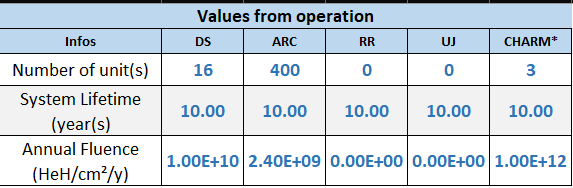 Values from operation
Infos DS ARC RR UJ CHARM*
Number of unit(s) 16 400 0 0 3
System Lifetime
(year(s) 10.00 10.00 10.00 10.00 10.00
Annual Fluence
(HeH/cm²/y) 1.00E+10 2.40E+09 0.00E+00 0.00E+00 1.00E+12